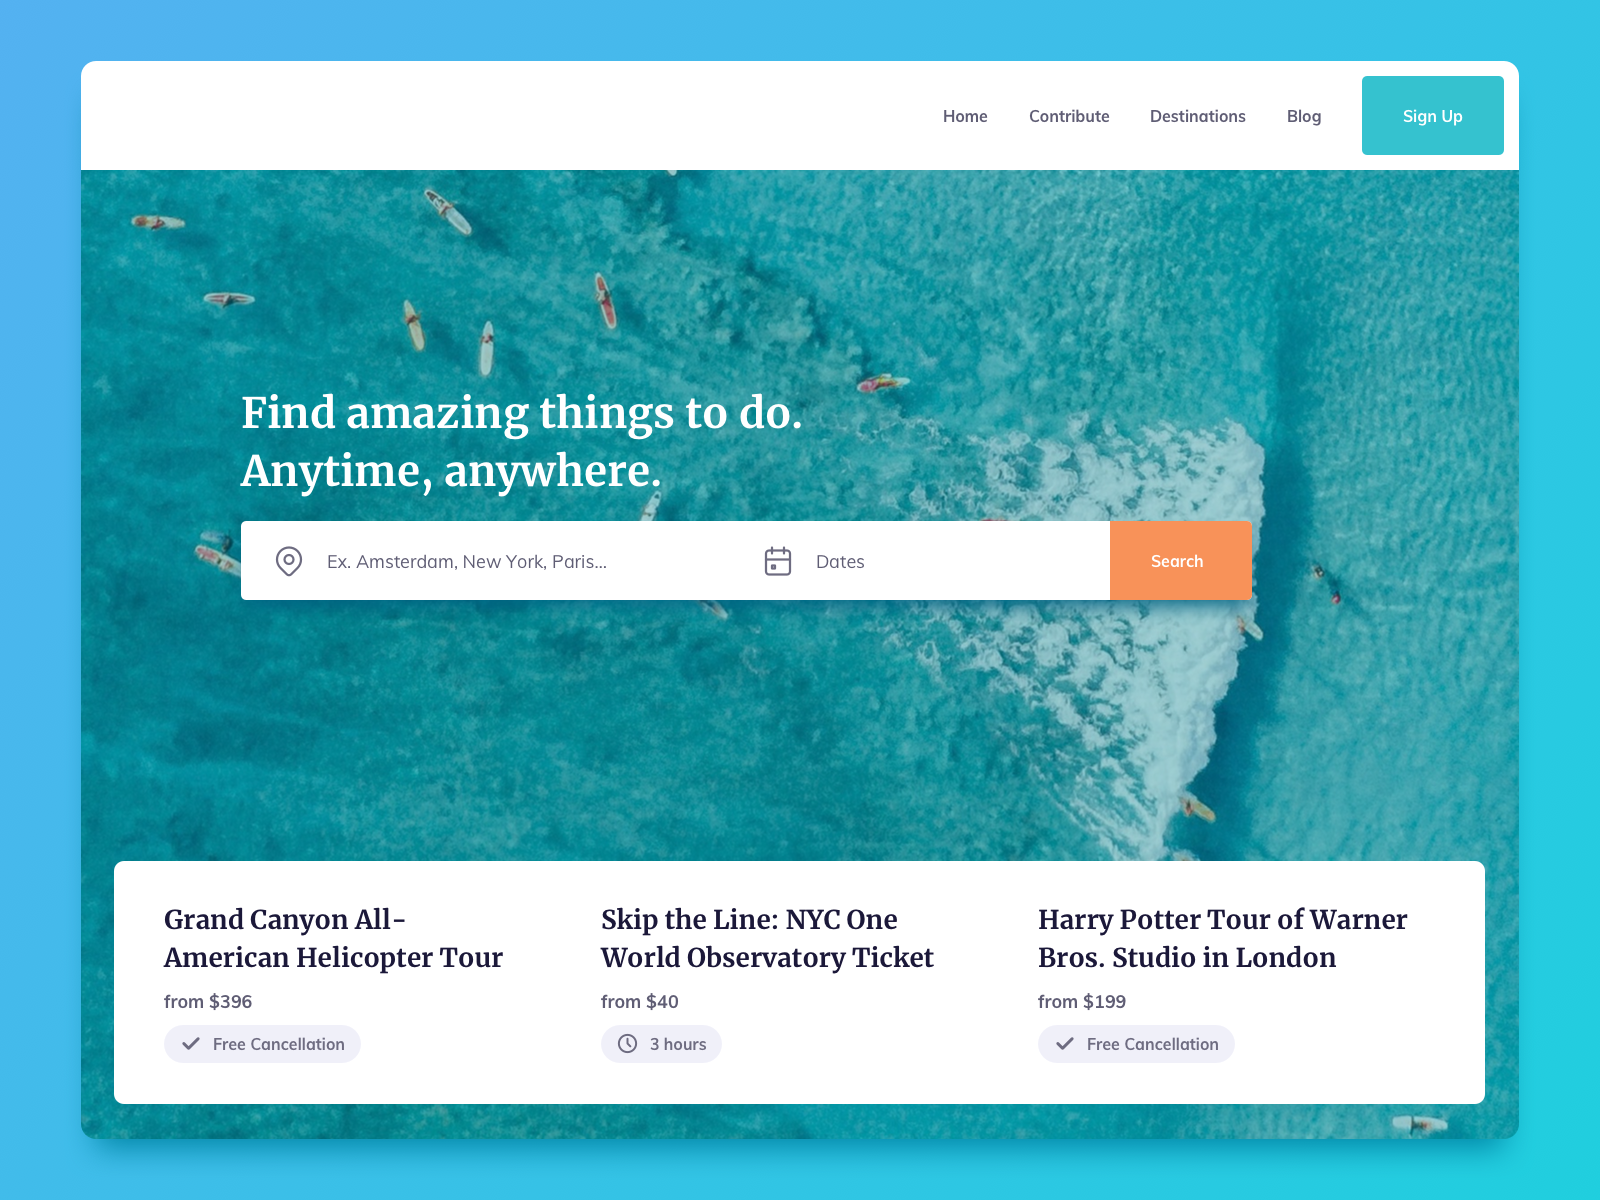 Home Contribute Destinations Blog Sign Up
Find amazing things to do.
Anytime, anywhere.
Ex. Amsterdam, New York, Paris... Dates Search
Grand Canyon All-
American Helicopter Tour
from $396
Free Cancellation
Skip the Line: NYC One
World Observatory Ticket
from $40
3 hours
Harry Potter Tour of Warner
Bros. Studio in London
from $199
Free Cancellation